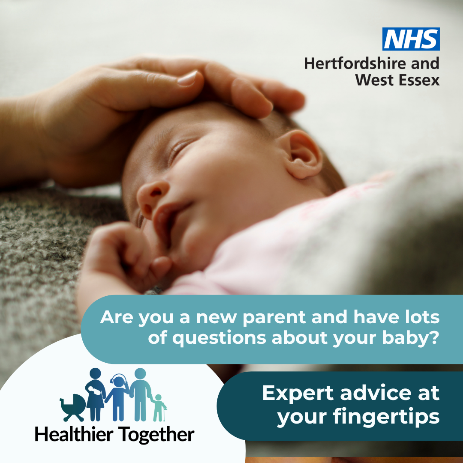 NHS
Hertfordshire and
West Essex
Are you a new parent and have lots
of questions about your baby?
Expert advice at
your fingertips
Healthier Together